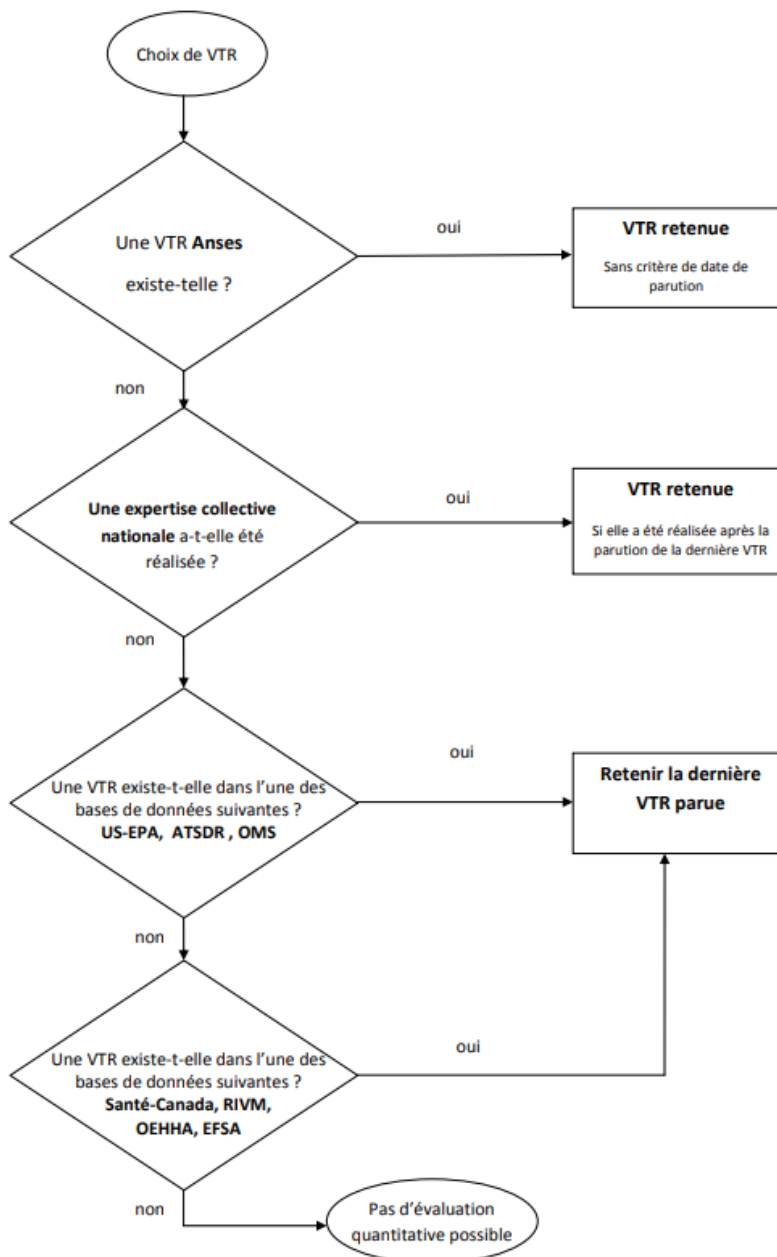 Choix de VTR
Une VTR Anses
existe-telle ?
oui
VTR retenue
Sans critère de date de
parution
non
Une expertise collective
nationale a-t-elle été
réalisée ?
oui
VTR retenue
Si elle a été réalisée après la
parution de la dernière VTR
non
Une VTR existe-t-elle dans l’une des
bases de données suivantes ?
US-EPA, ATSDR , OMS
oui
Retenir la dernière
VTR parue
non
Une VTR existe-t-elle dans l’une des
bases de données suivantes ?
Santé-Canada, RIVM,
OEHHA, EFSA
oui
non
Pas d’évaluation
quantitative possible